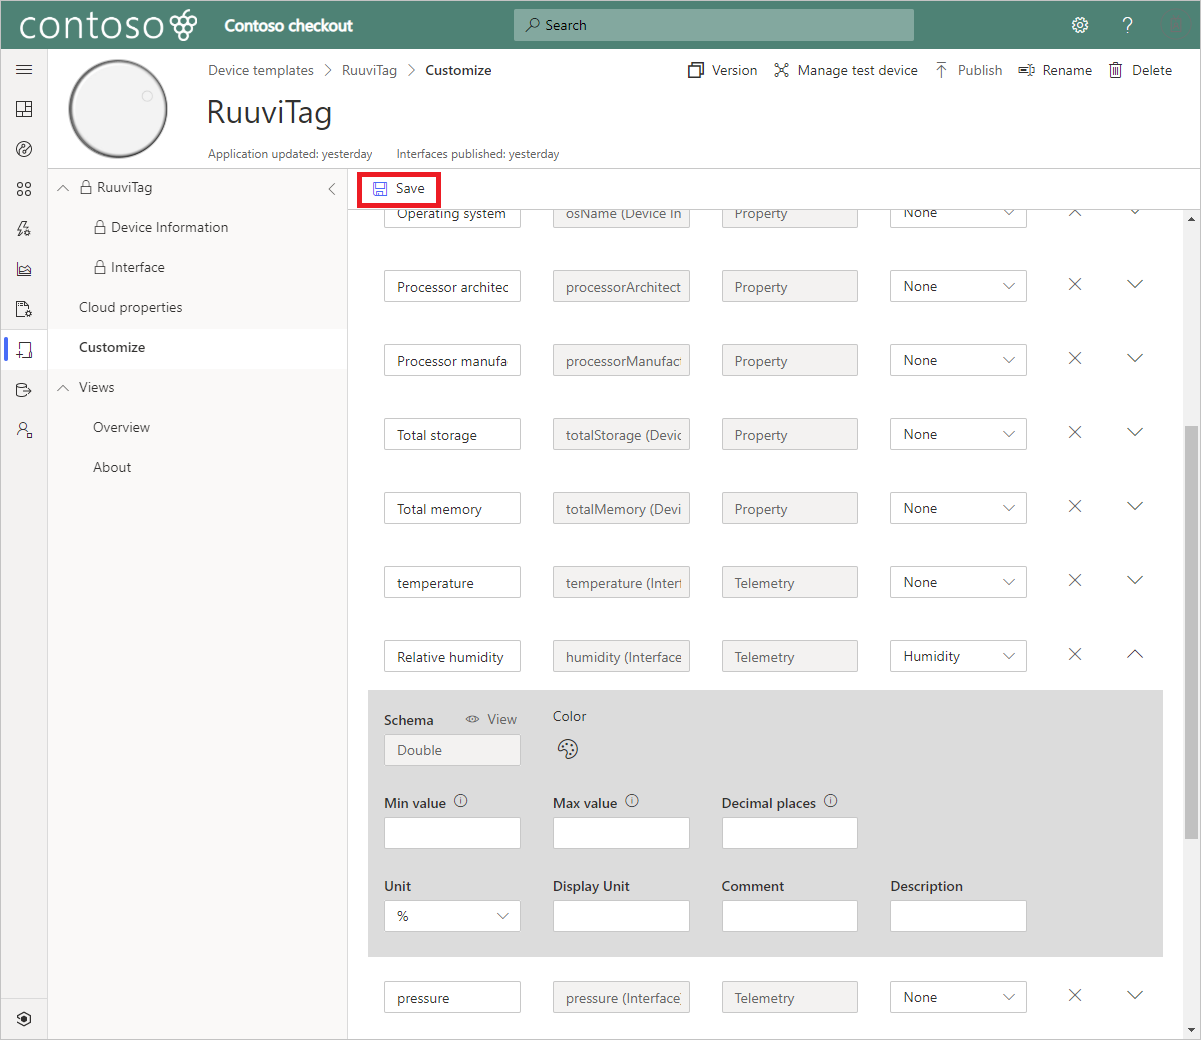 contoso Contoso checkout Search ?
Device templates > RuuviTag > Customize Version Manage test device Publish Rename Delete
RuuviTag
Application updated: yesterday Interfaces published: yesterday
RuuviTag Save
Operating system osName (Device In Property None
Device Information
Interface
Processor architec processorArchitect Property None
Cloud properties
Customize
Processor manufa processorManufact Property None
Views
Overview
Total storage totalStorage (Devic Property None
About
Total memory totalMemory (Devi Property None
temperature temperature (Inter Telemetry None
Relative humidity humidity (Interface Telemetry Humidity
Schema View Color
Double
Min value Max value Decimal places
Unit Display Unit Comment Description
%
pressure pressure (Interface) Telemetry None